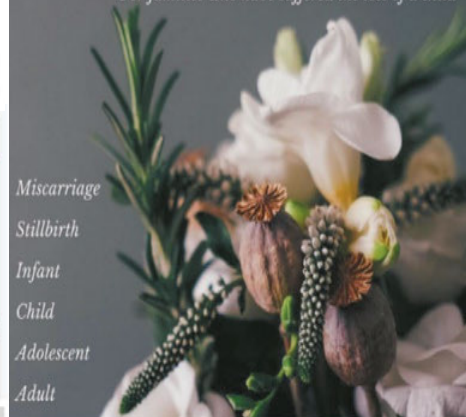 Miscarriage
Stillbirth
Infant
Child
Adolescent
Adult